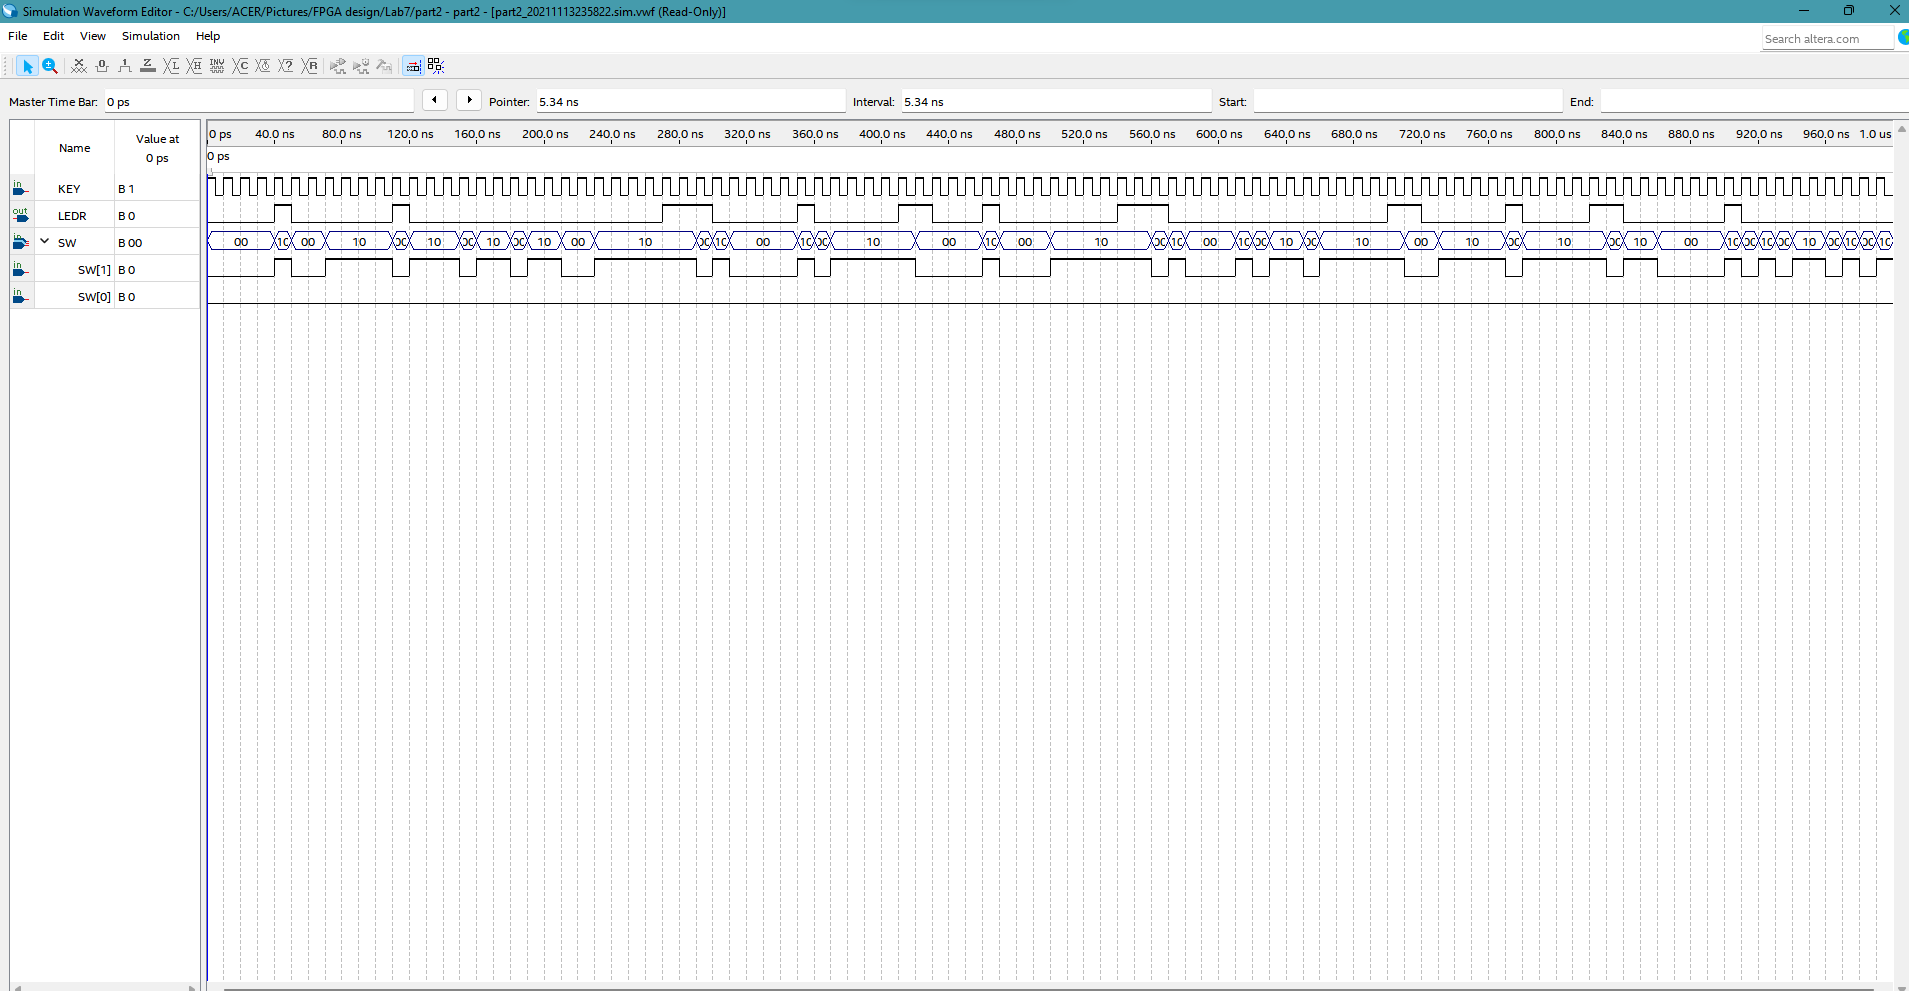 Simulation Waveform Editor - C:/Users/ACER/Pictures/FPGA design/Lab7/part2 - part2 - [part2_20211113235822.sim.vwf (Read-Only)]
File Edit View Simulation Help
Search altera.com
Master Time Bar: 0 ps Pointer: 5.34 ns Interval: 5.34 ns Start: End:
Name Value at 0 ps
0 ps 40.0 ns 80.0 ns 120.0 ns 160.0 ns 200.0 ns 240.0 ns 280.0 ns 320.0 ns 360.0 ns 400.0 ns 440.0 ns 480.0 ns 520.0 ns 560.0 ns 600.0 ns 640.0 ns 680.0 ns 720.0 ns 760.0 ns 800.0 ns 840.0 ns 880.0 ns 920.0 ns 960.0 ns 1.0 us
0 ps
in KEY B 1
out LEDR B 0
in SW B 00 00 00 10 10 10 10 00 10 00 10 00 00 10 00 10 10 00 10 10 10 00 10
in SW[1] B 0
in SW[0] B 0